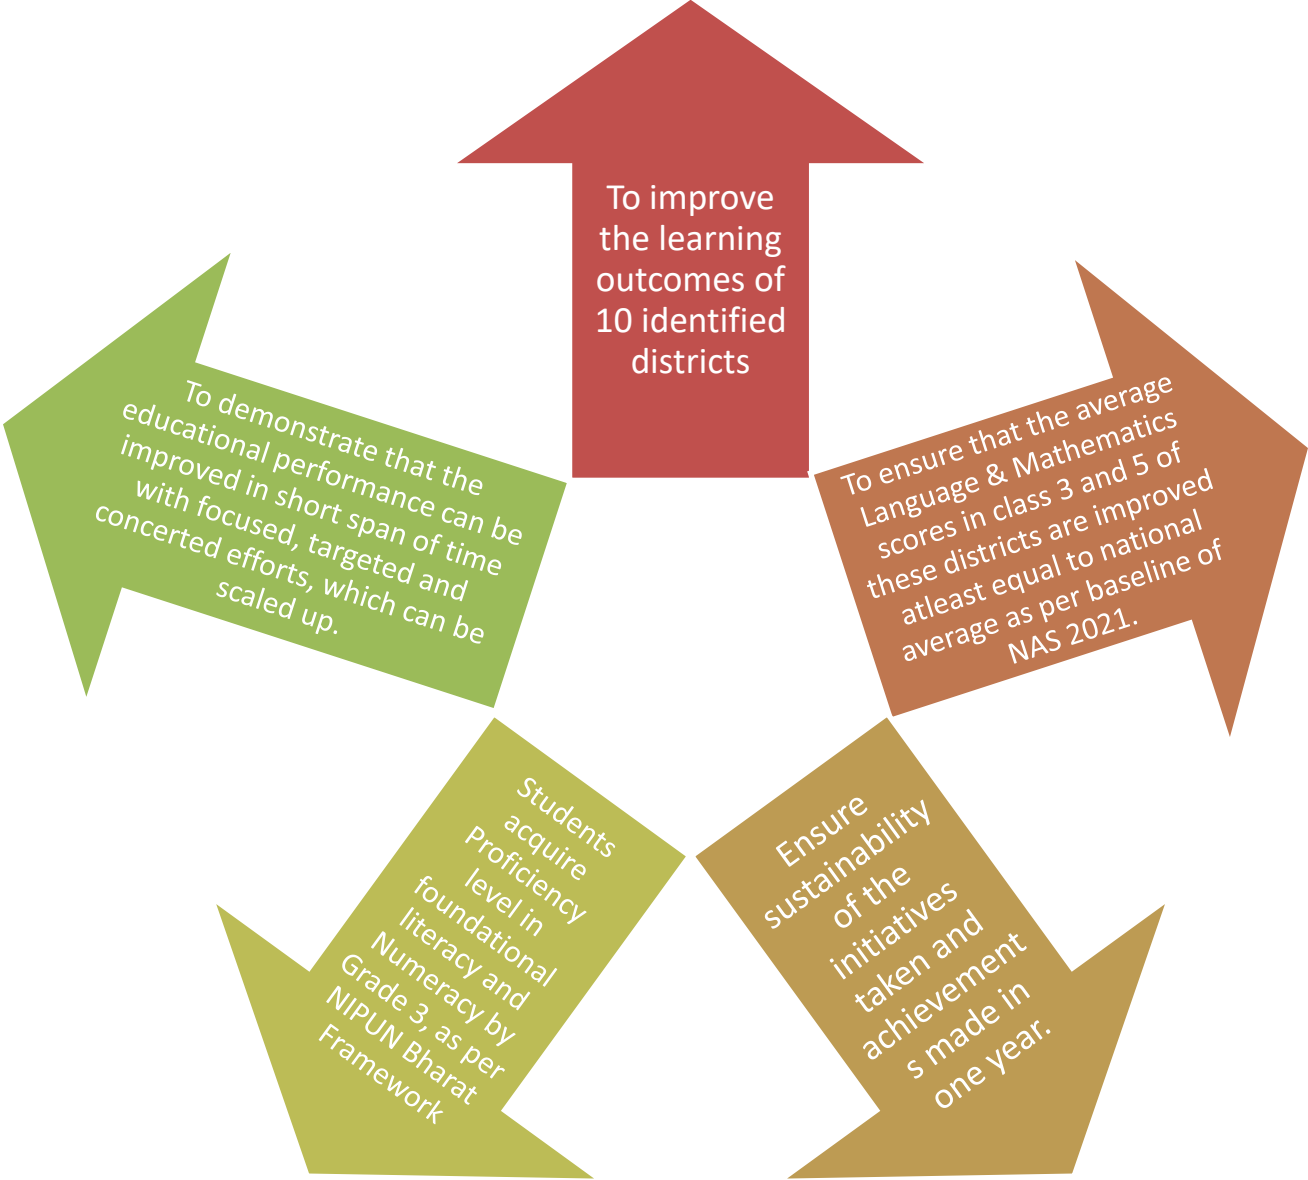 To improve
the learning
outcomes of
10 identified
districts
To ensure that the average
Language & Mathematics
scores in class 3 and 5 of
these districts are improved
atleast equal to national
average as per baseline of
NAS 2021.
Ensure
sustainability
of the
initiatives
taken and
achievement
s made in
one year.
Students
acquire
Proficiency
level in
foundational
literacy and
Numeracy by
Grade 3, as per
NIPUN Bharat
Framework
To demonstrate that the
educational performance can be
improved in short span of time
with focused, targeted and
concerted efforts, which can be
scaled up.